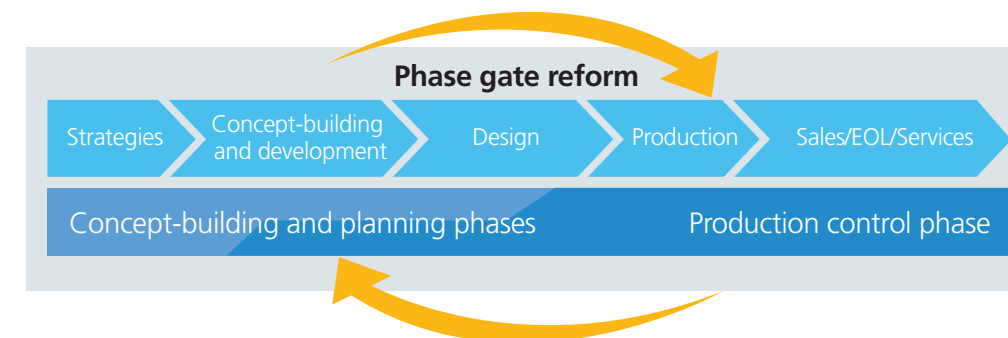 Phase gate reform
Strategies
Concept-building
and development
Design
Production
Sales/EOL/Services
Concept-building and planning phases
Production control phase